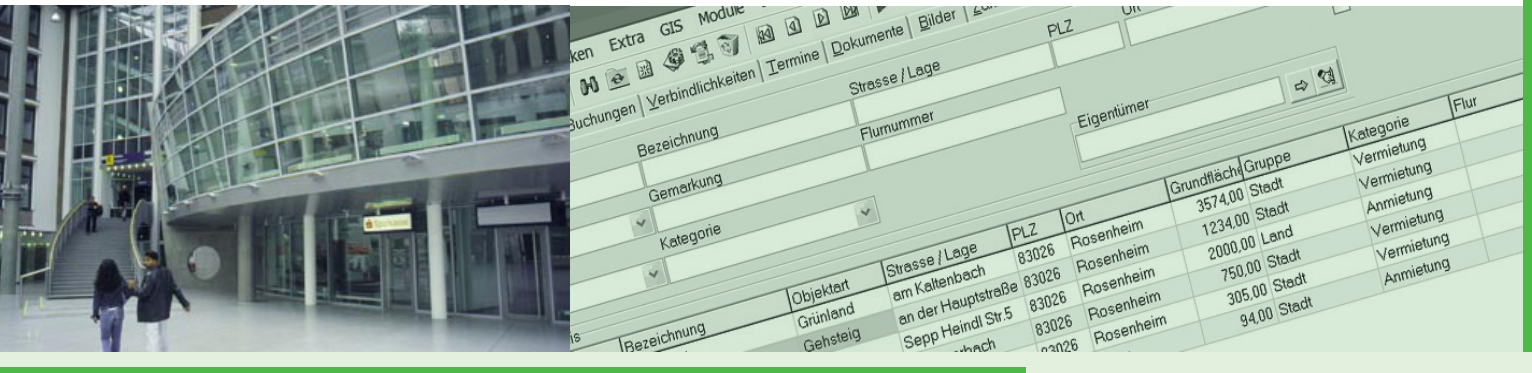 Sparkasse
ken Extra GIS Module
Buchungen Verbindlichkeiten Termine Dokumente Bilder
Bezeichnung Strasse / Lage PLZ Ort
Gemarkung Flurnummer Eigentümer
Kategorie
Bezeichnung Objektart Strasse / Lage PLZ Ort Grundfläche Gruppe Kategorie Flur
Grünland am Kaltenbach 83026 Rosenheim 3574,00 Stadt Vermietung
Gehsteig an der Hauptstraße 83026 Rosenheim 1234,00 Stadt Vermietung
Sepp Heindl Str.5 83026 Rosenheim 2000,00 Land Anmietung
83026 Rosenheim 750,00 Stadt Vermietung
83026 Rosenheim 305,00 Stadt Vermietung
94,00 Stadt Anmietung